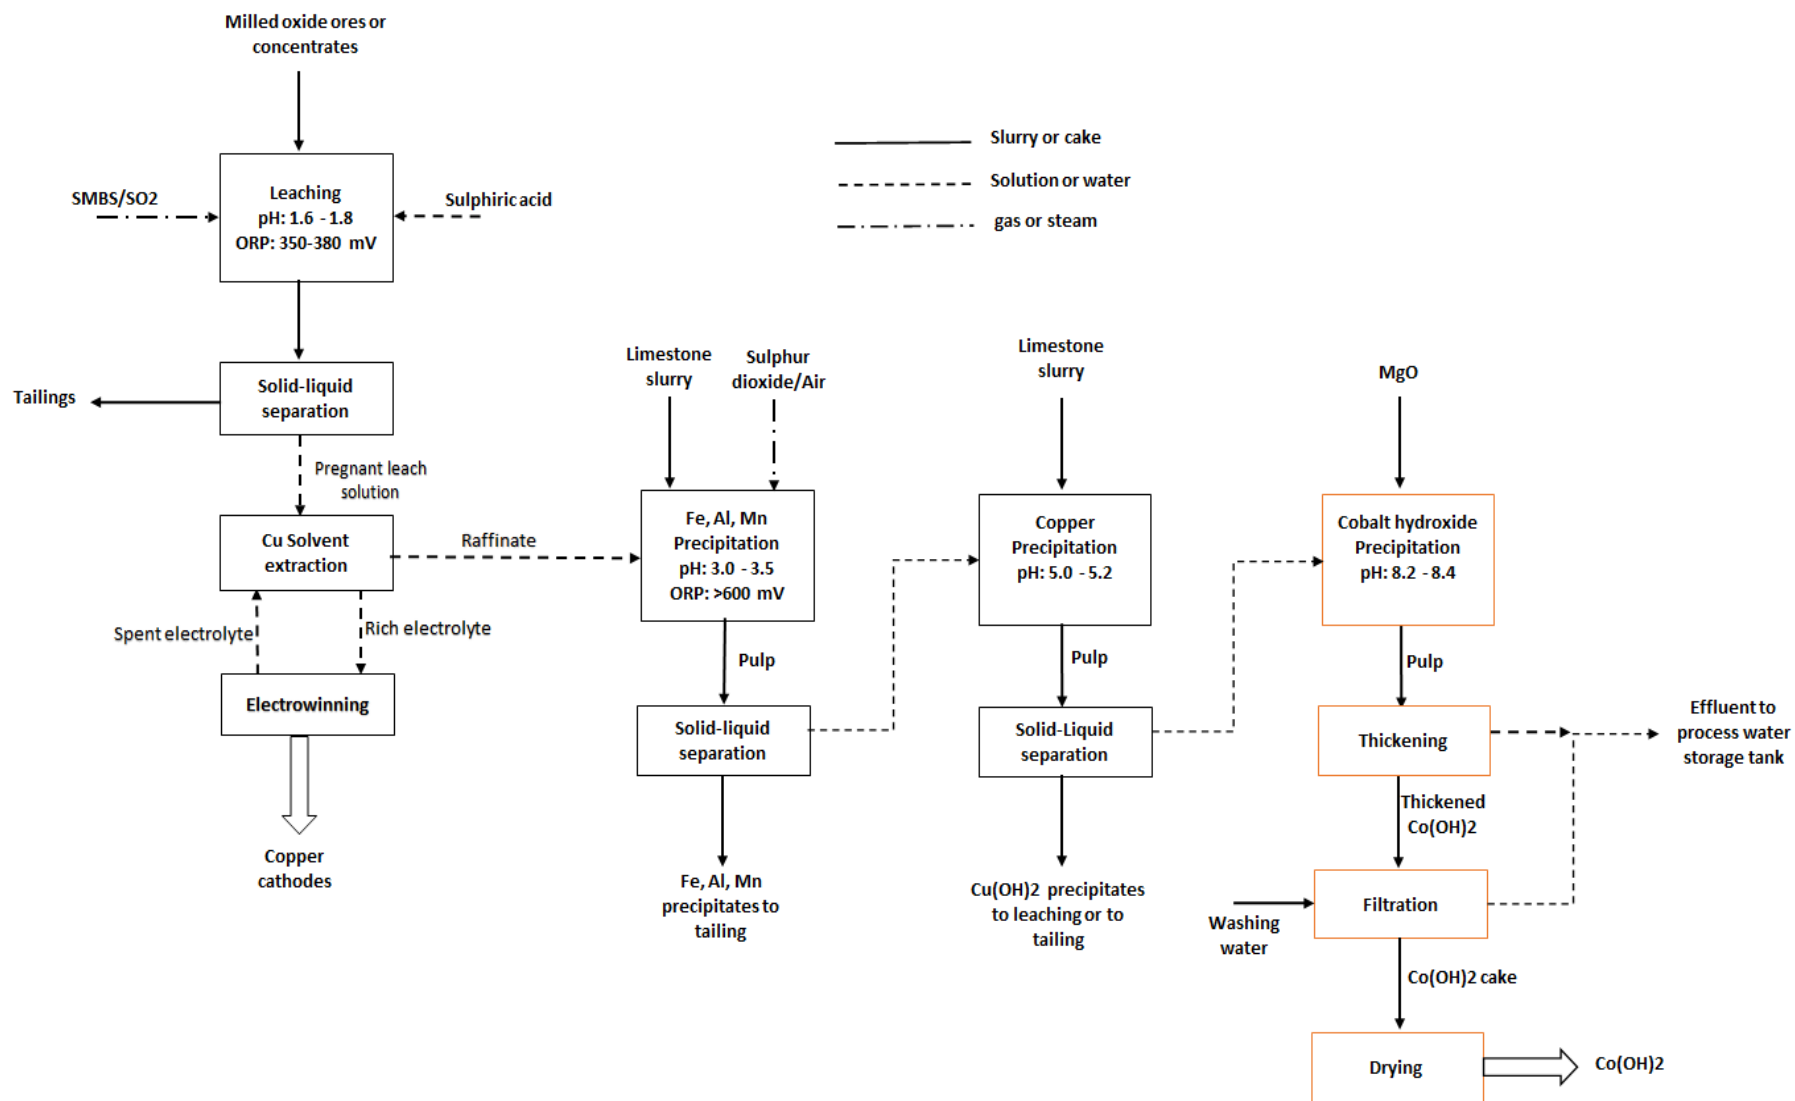 Milled oxide ores or
concentrates
Leaching
pH: 1.6 - 1.8
ORP: 350-380 mV
SMBS/SO2
Sulphiric acid
Slurry or cake
Solution or water
gas or steam
Solid-liquid
separation
Tailings
Pregnant leach
solution
Cu Solvent
extraction
Raffinate
Spent electrolyte
Rich electrolyte
Electrowinning
Copper
cathodes
Limestone
slurry
Sulphur
dioxide/Air
Fe, Al, Mn
Precipitation
pH: 3.0 - 3.5
ORP: >600 mV
Pulp
Solid-liquid
separation
Fe, Al, Mn
precipitates to
tailing
Limestone
slurry
Copper
Precipitation
pH: 5.0 - 5.2
Pulp
Solid-Liquid
separation
Cu(OH)2 precipitates
to leaching or to
tailing
MgO
Cobalt hydroxide
Precipitation
pH: 8.2 - 8.4
Pulp
Thickening
Effluent to
process water
storage tank
Thickened
Co(OH)2
Filtration
Washing
water
Co(OH)2 cake
Drying
Co(OH)2